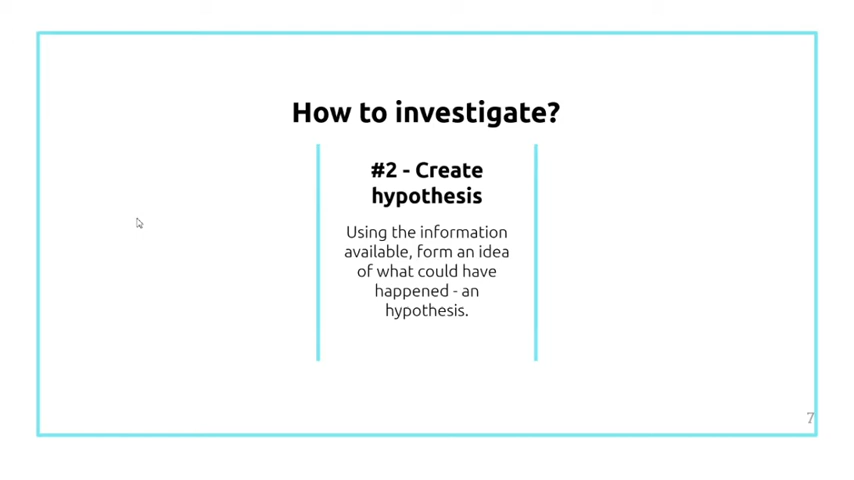 How to investigate?
#2 - Create
hypothesis
Using the information
available, form an idea
of what could have
happened - an
hypothesis.
7